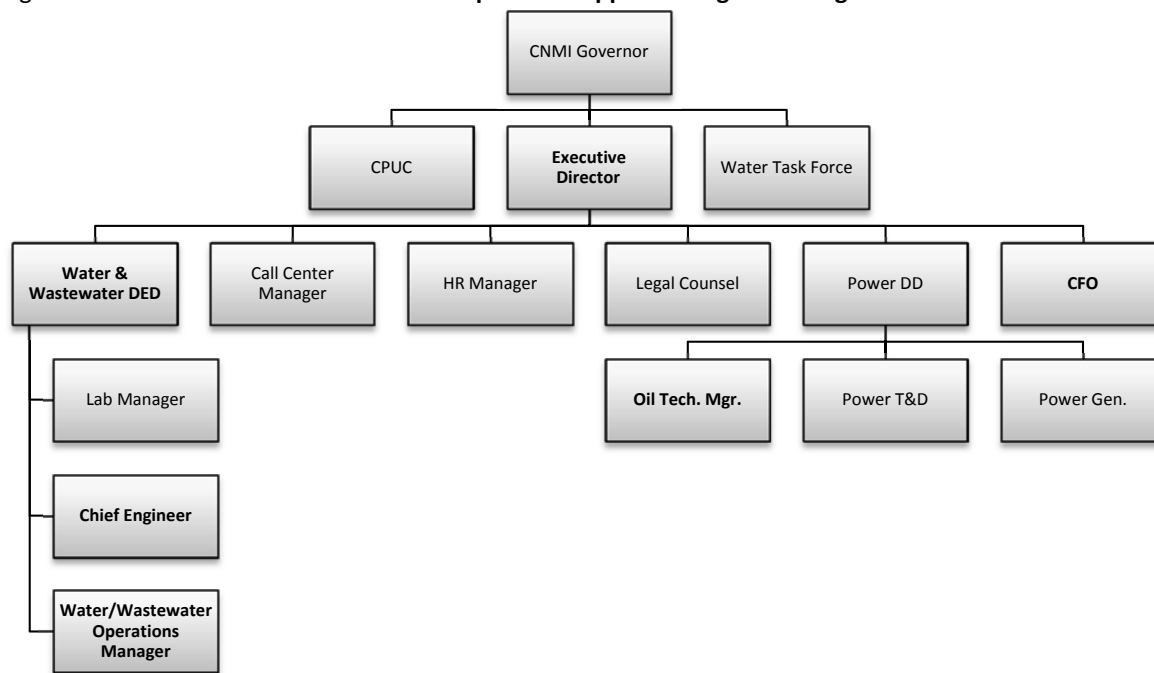 CNMI Governor
CPUC
Executive
Director
Water Task Force
Water &
Wastewater DED
Call Center
Manager
HR Manager
Legal Counsel
Power DD
CFO
Lab Manager
Oil Tech. Mgr.
Power T&D
Power Gen.
Chief Engineer
Water/Wastewater
Operations
Manager